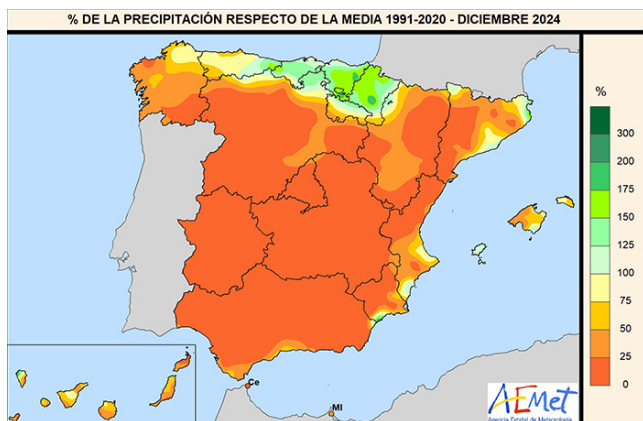 % DE LA PRECIPITACIÓN RESPECTO DE LA MEDIA 1991-2020 - DICIEMBRE 2024
%
300
200
175
150
125
100
75
50
25
0
Ce
Ml
AEMet
Agencia Estatal de Meteorología